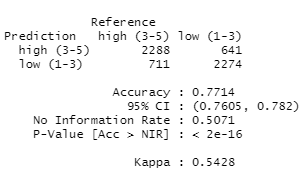 Reference
Prediction high (3-5) low (1-3)
high (3-5) 2288 641
low (1-3) 711 2274
Accuracy : 0.7714
95% CI : (0.7605, 0.782)
No Information Rate : 0.5071
P-Value [Acc > NIR] : < 2e-16
Kappa : 0.5428